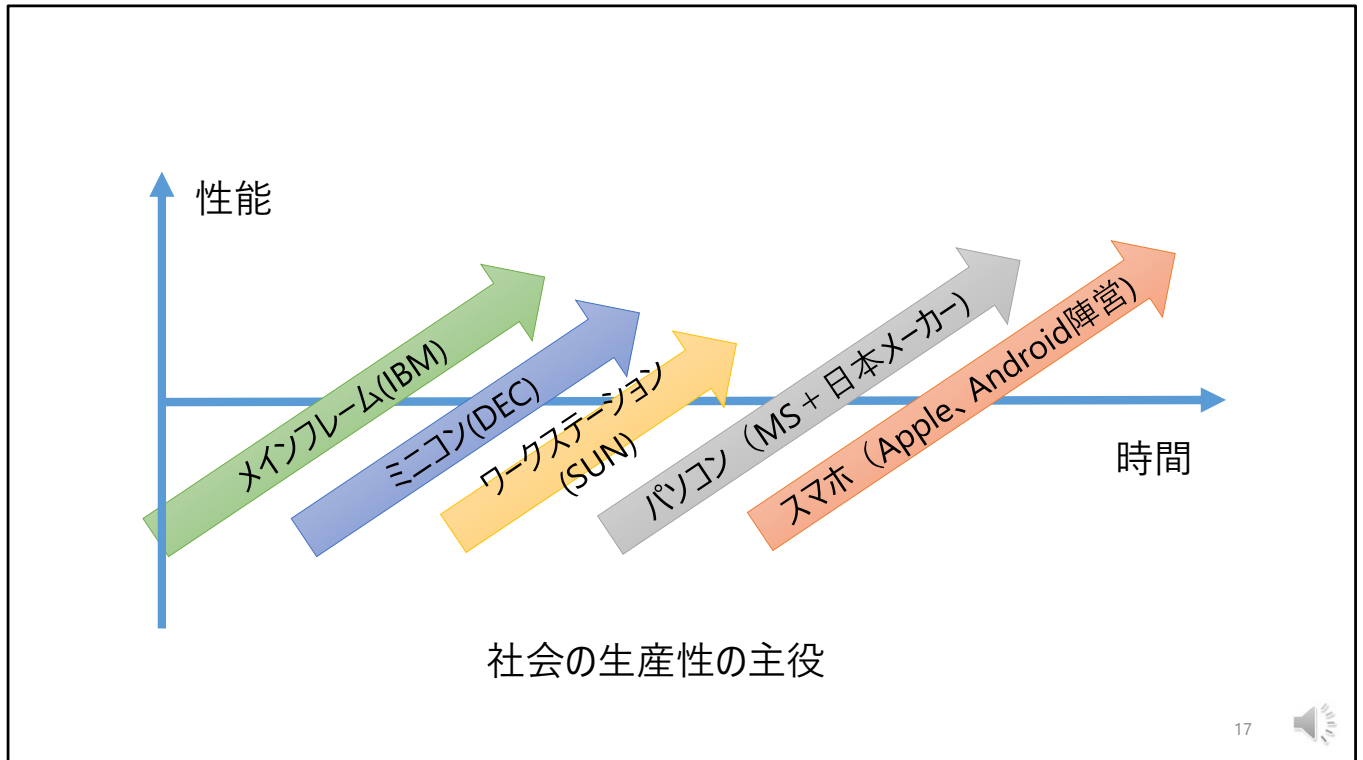 性能
メインフレーム(IBM)
ミニコン(DEC)
ワークステーション
(SUN)
パソコン（MS＋日本メーカー)
スマホ（Apple、Android陣営)
時間
社会の生産性の主役
17